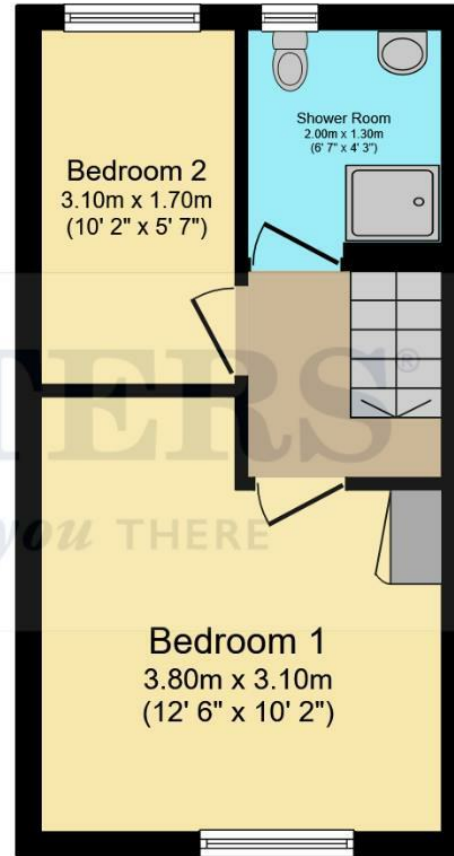 Bedroom 2
3.10m x 1.70m
(10' 2" x 5' 7")
Shower Room
2.00m x 1.30m
(6' 7" x 4' 3")
TERS®
you THERE
Bedroom 1
3.80m x 3.10m
(12' 6" x 10' 2")